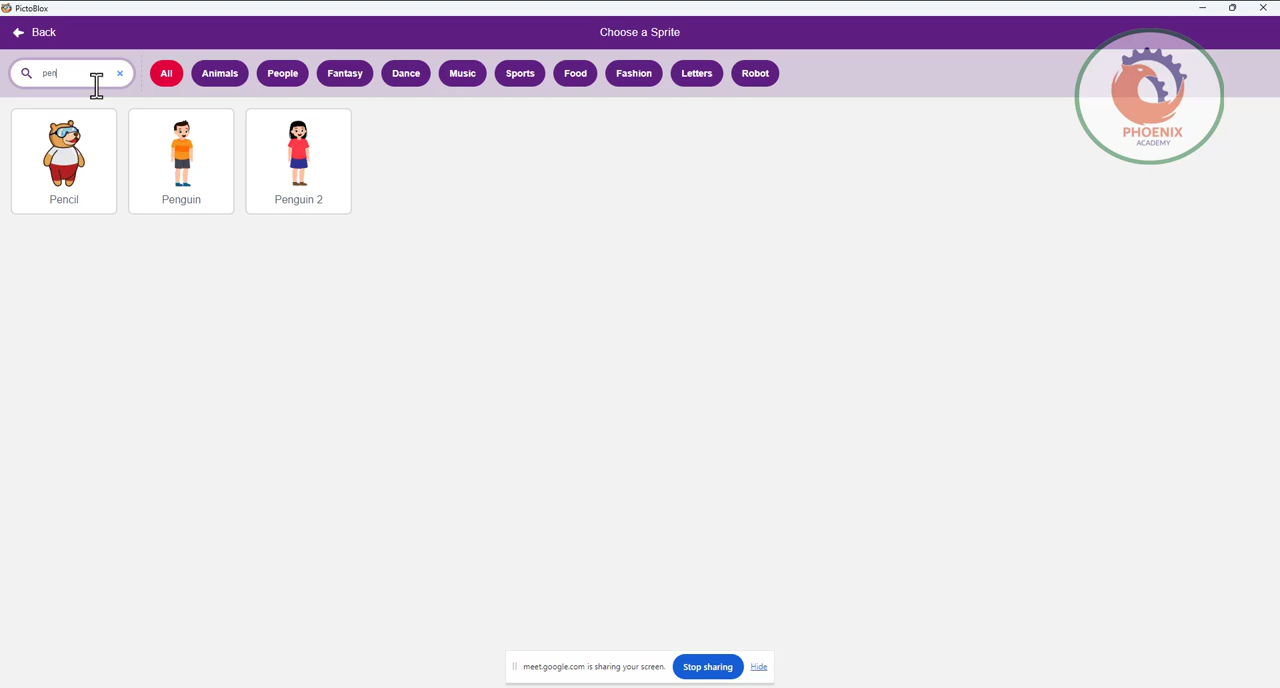 PictoBlox
Back
Choose a Sprite
pen
All
Animals
People
Fantasy
Dance
Music
Sports
Food
Fashion
Letters
Robot
PHOENIX
ACADEMY
Pencil
Penguin
Penguin 2
meet.google.com is sharing your screen.
Stop sharing
Hide